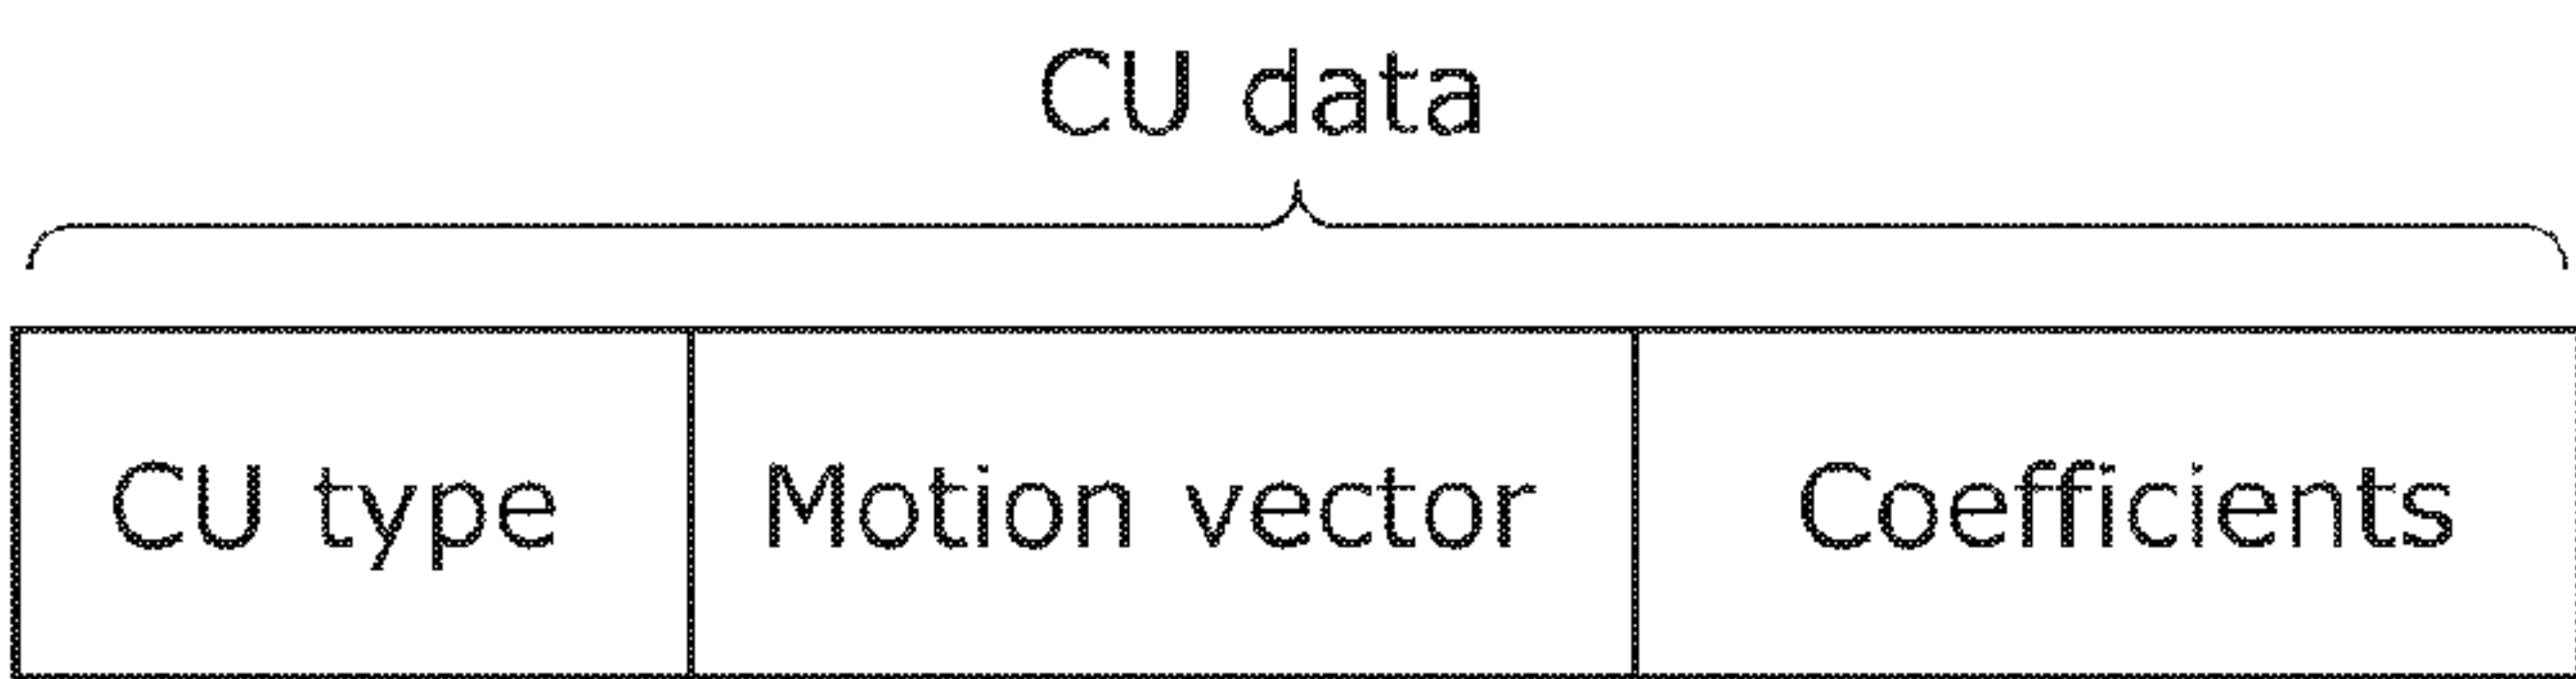 CU data
CU type
Motion vector
Coefficients